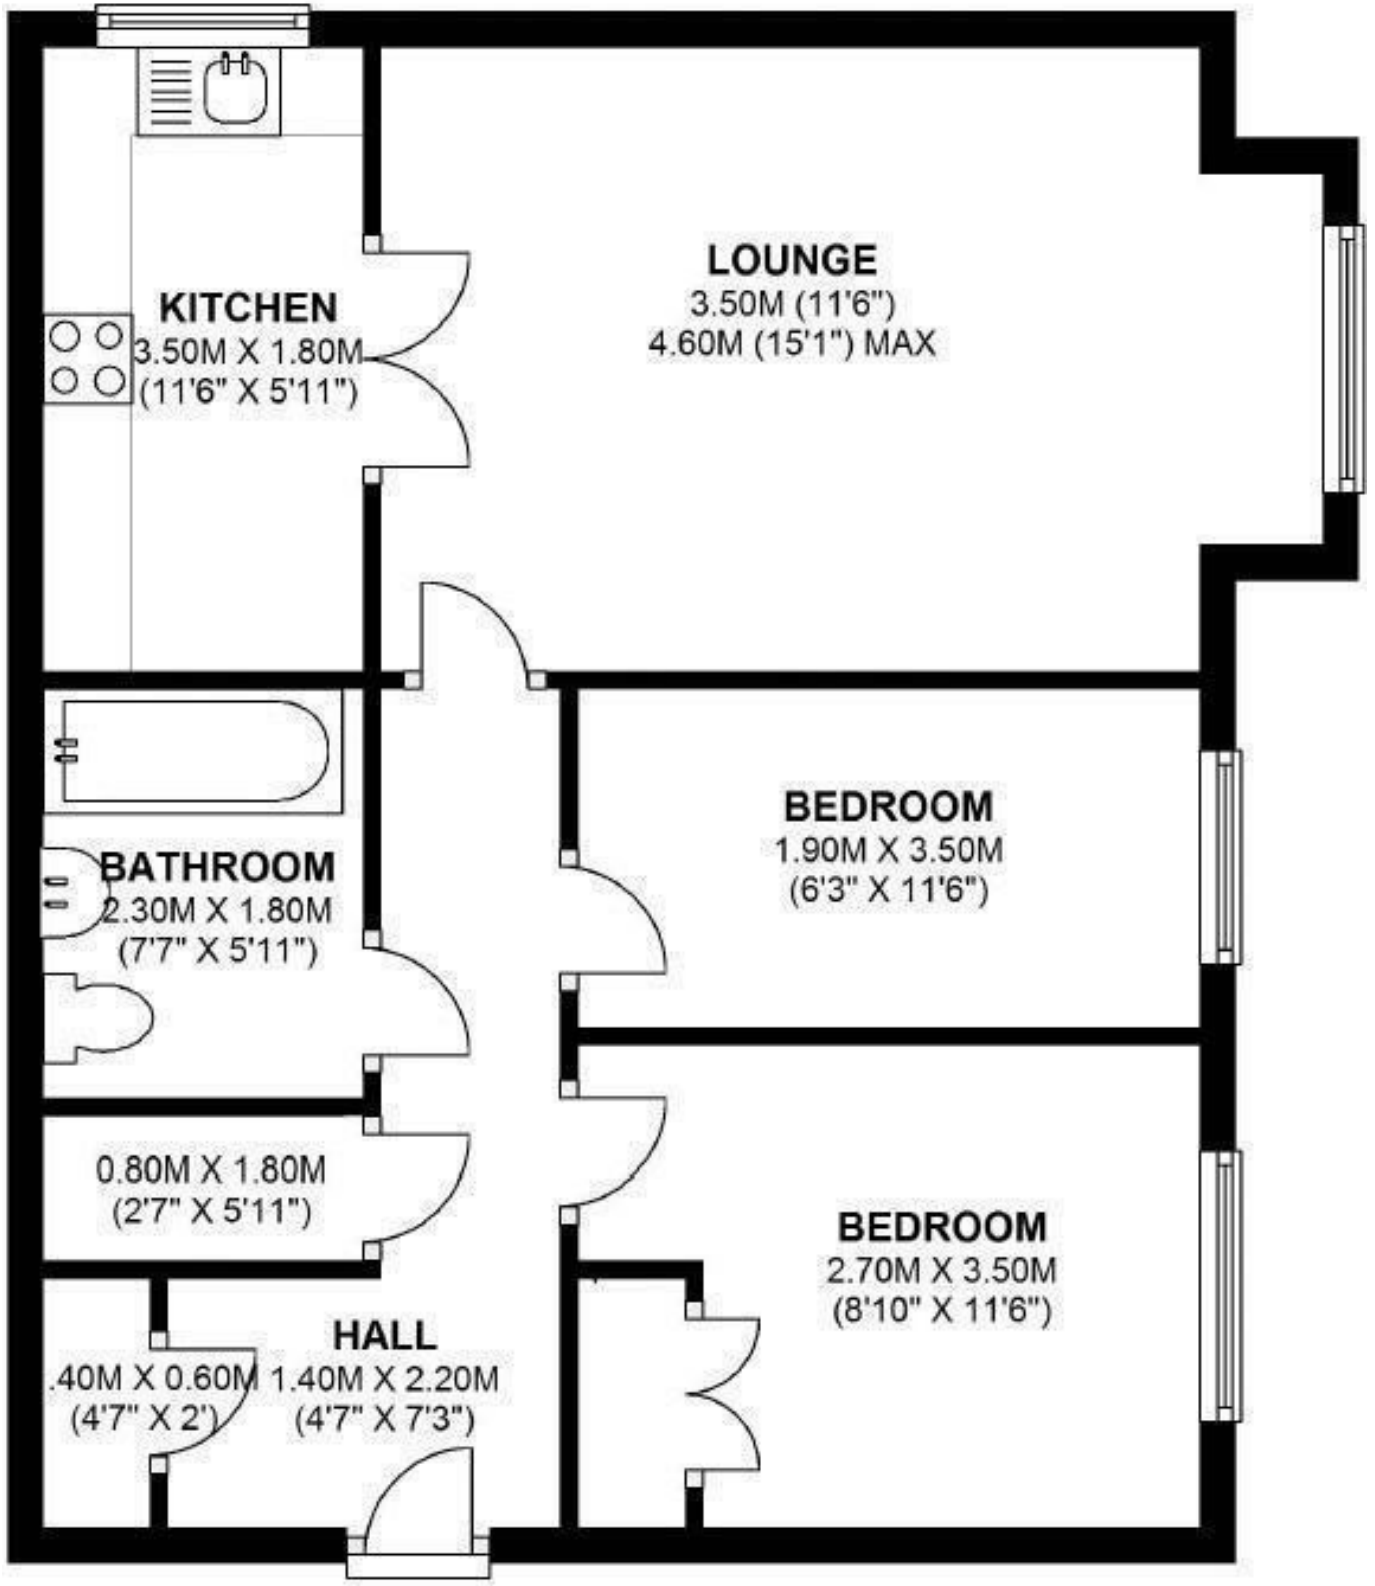 LOUNGE
3.50M (11'6")
4.60M (15'1") MAX
KITCHEN
3.50M X 1.80M
(11'6" X 5'11")
BEDROOM
1.90M X 3.50M
(6'3" X 11'6")
BATHROOM
2.30M X 1.80M
(7'7" X 5'11")
0.80M X 1.80M
(2'7" X 5'11")
BEDROOM
2.70M X 3.50M
(8'10" X 11'6")
HALL
1.40M X 2.20M
(4'7" X 7'3")
.40M X 0.60M
(4'7" X 2')